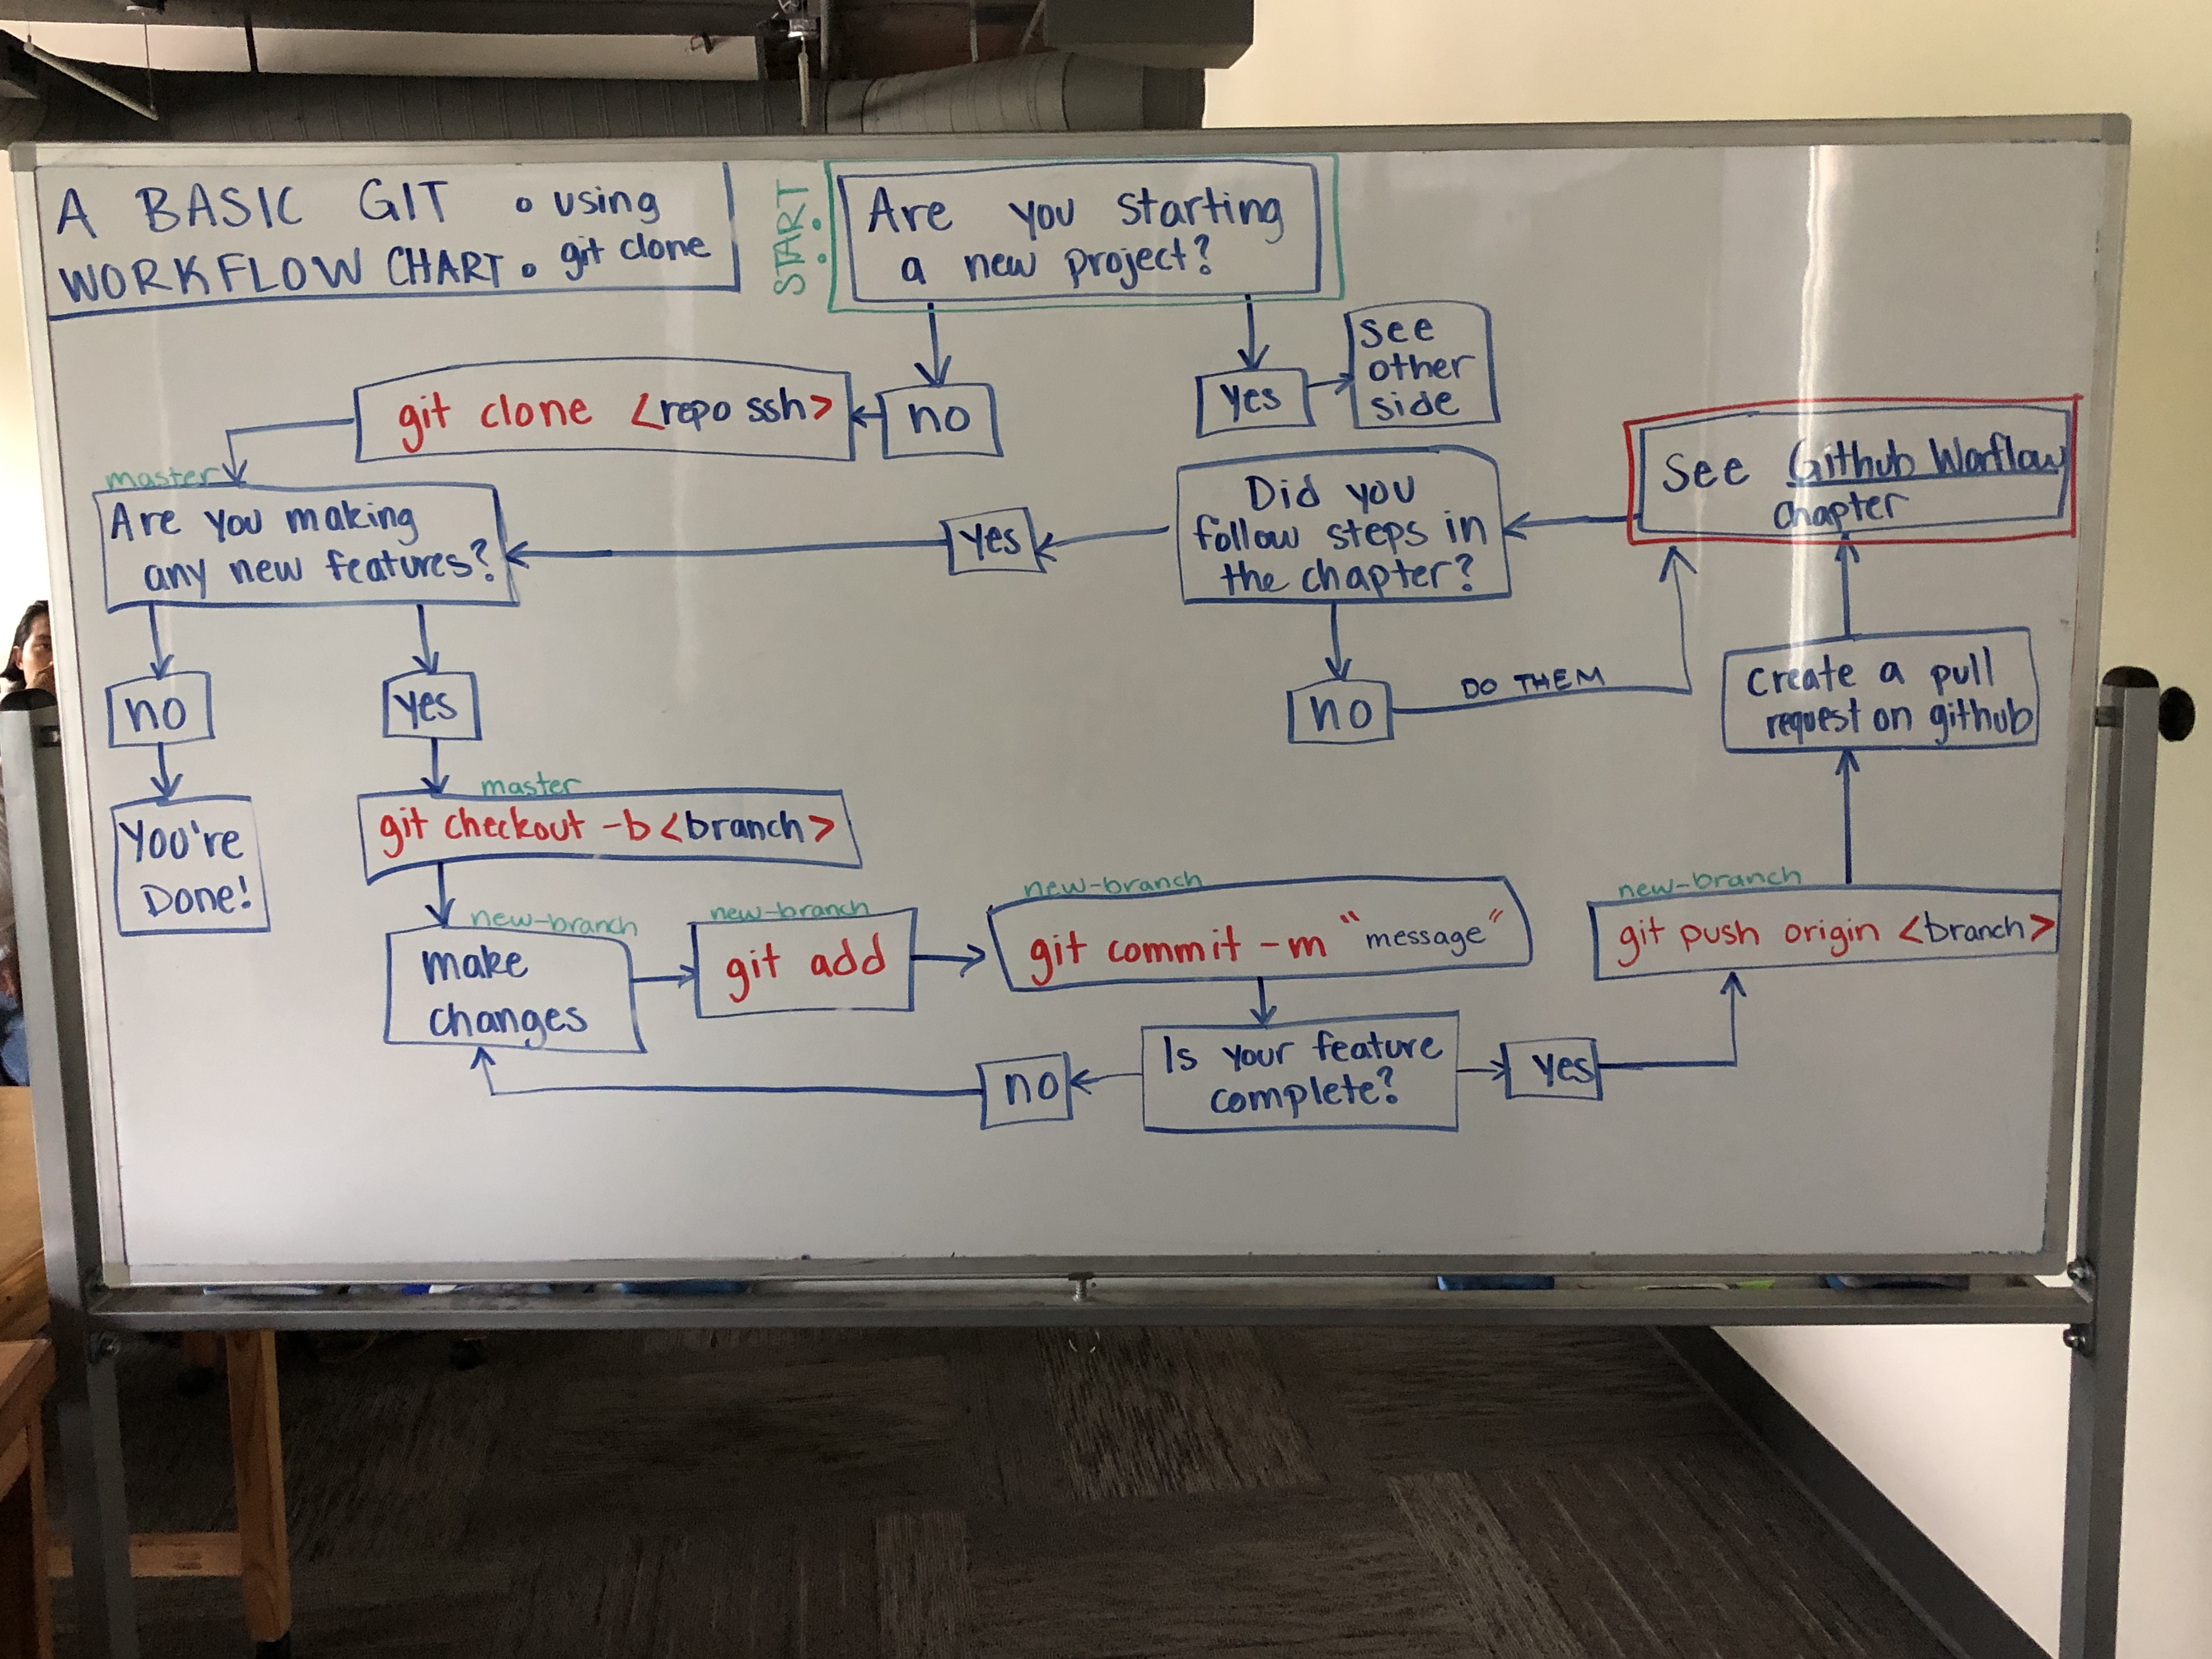 A BASIC GIT
WORKFLOW CHART
• using
• git clone
START
Are you starting
a new project?
no
yes
see
other
side
git clone <repo ssh>
master
Are you making
any new features?
yes
Did you
follow steps in
the chapter?
See Github Worflow
chapter
no
yes
no
DO THEM
Create a pull
request on github
You're
Done!
master
git checkout -b <branch>
new-branch
make
changes
new-branch
git add
new-branch
git commit -m "message"
new-branch
git push origin <branch>
no
Is your feature
complete?
yes